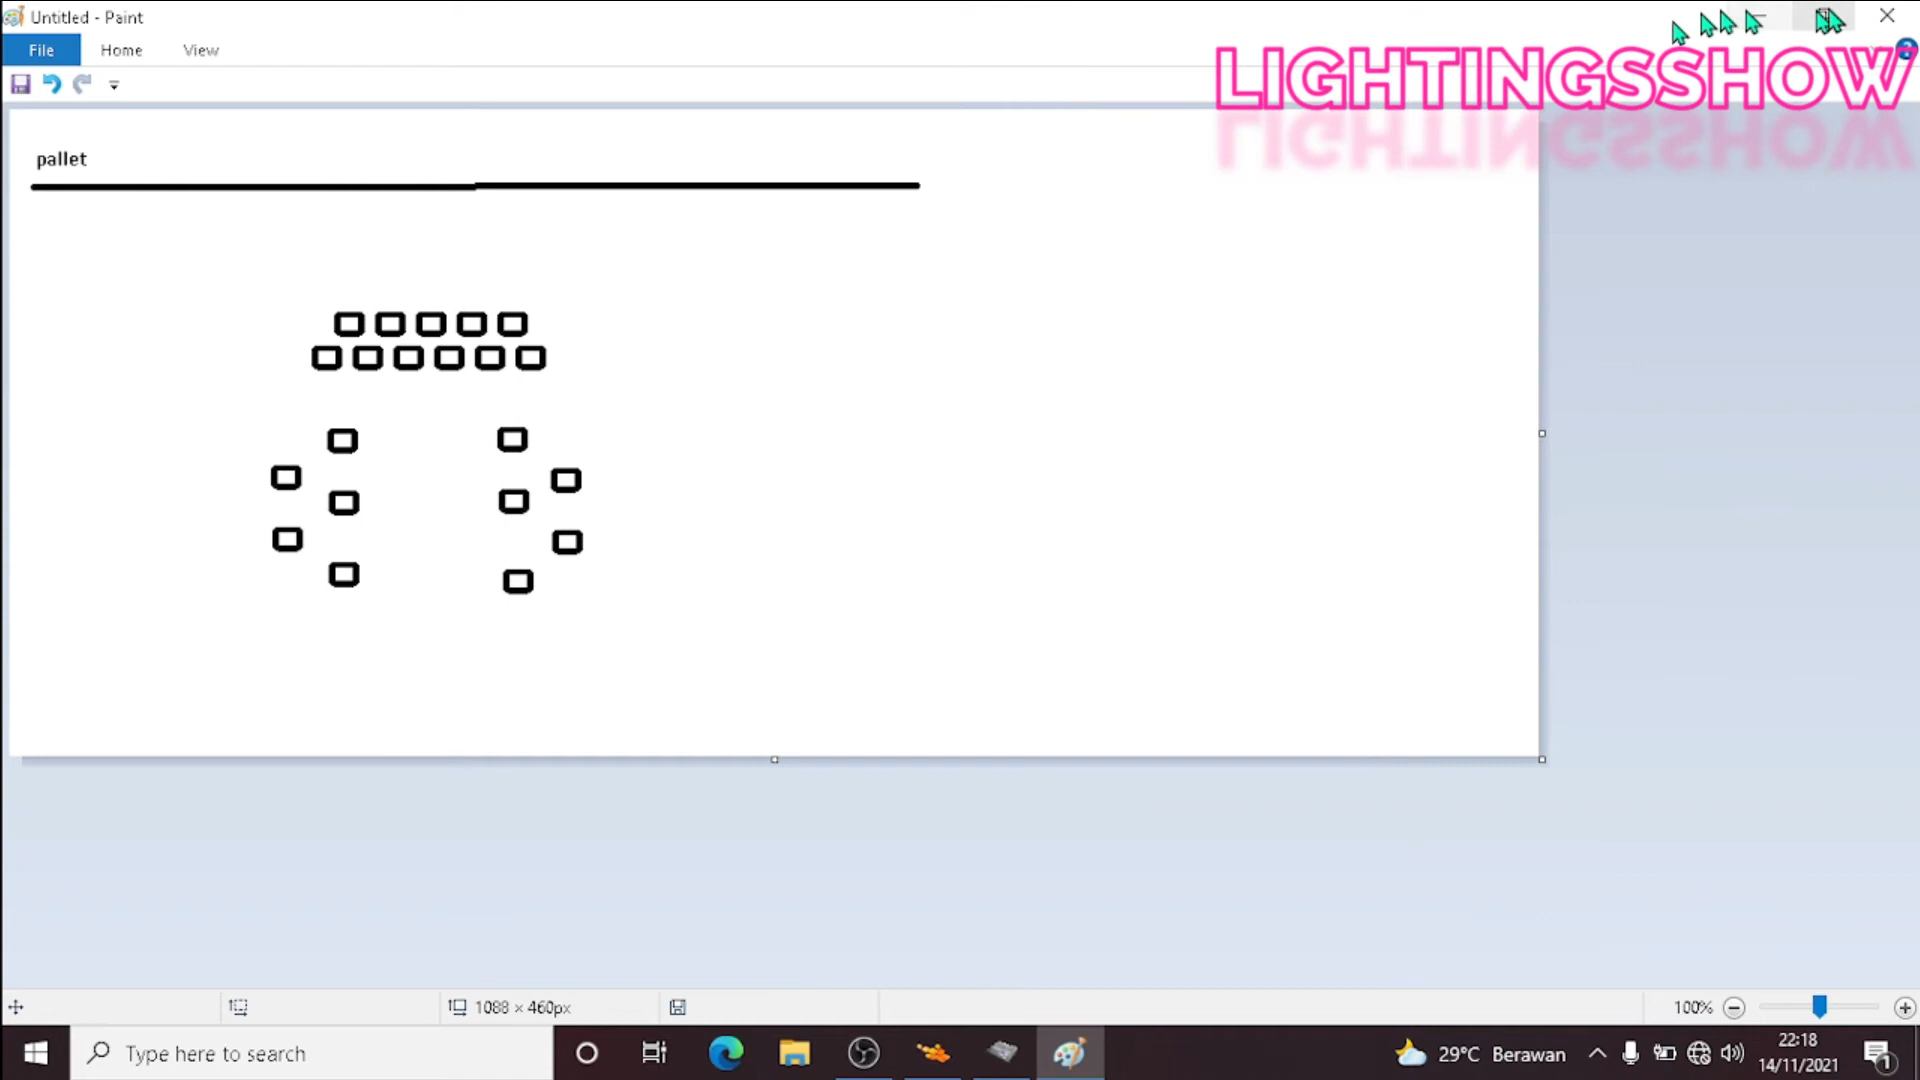 Untitled - Paint
File Home View
LIGHTINGSSHOW
pallet
1088 × 460px
100%
Type here to search
29°C Berawan
22:18
14/11/2021
1